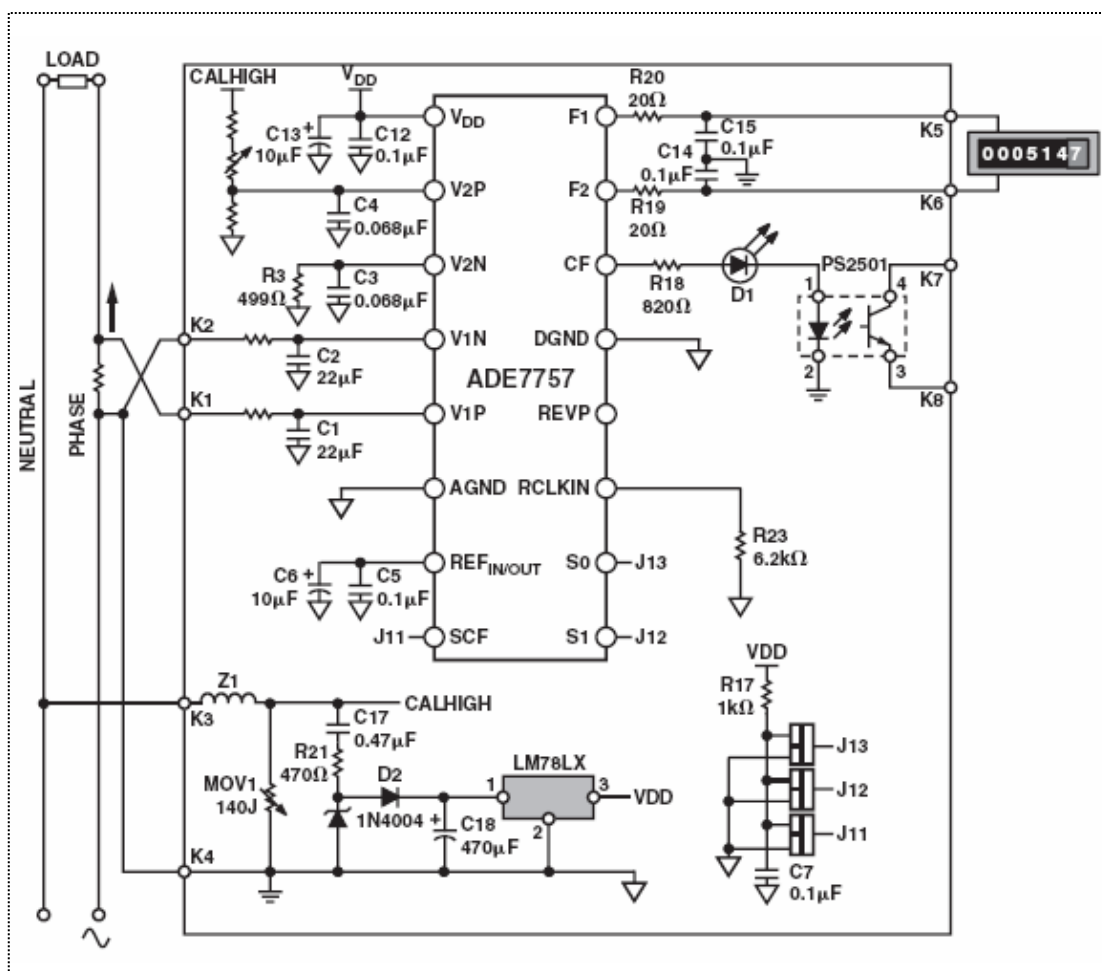 LOAD
CALHIGH
VDD
C13
10µF
+
C12
0.1µF
VDD
F1
R20
20Ω
C15
0.1µF
C14
0.1µF
K5
0005147
V2P
F2
R19
20Ω
K6
C4
0.068µF
V2N
CF
R18
820Ω
D1
PS2501
1
4
2
3
K7
K8
R3
499Ω
C3
0.068µF
K2
V1N
DGND
C2
22µF
ADE7757
K1
V1P
REVP
C1
22µF
NEUTRAL
PHASE
AGND
RCLKIN
R23
6.2kΩ
REFIN/OUT
S0
J13
C6
10µF
+
C5
0.1µF
J11
SCF
S1
J12
Z1
K3
CALHIGH
C17
0.47µF
R21
470Ω
MOV1
140J
D2
1N4004
+
C18
470µF
LM78LX
1
3
2
VDD
K4
VDD
R17
1kΩ
J13
J12
J11
C7
0.1µF